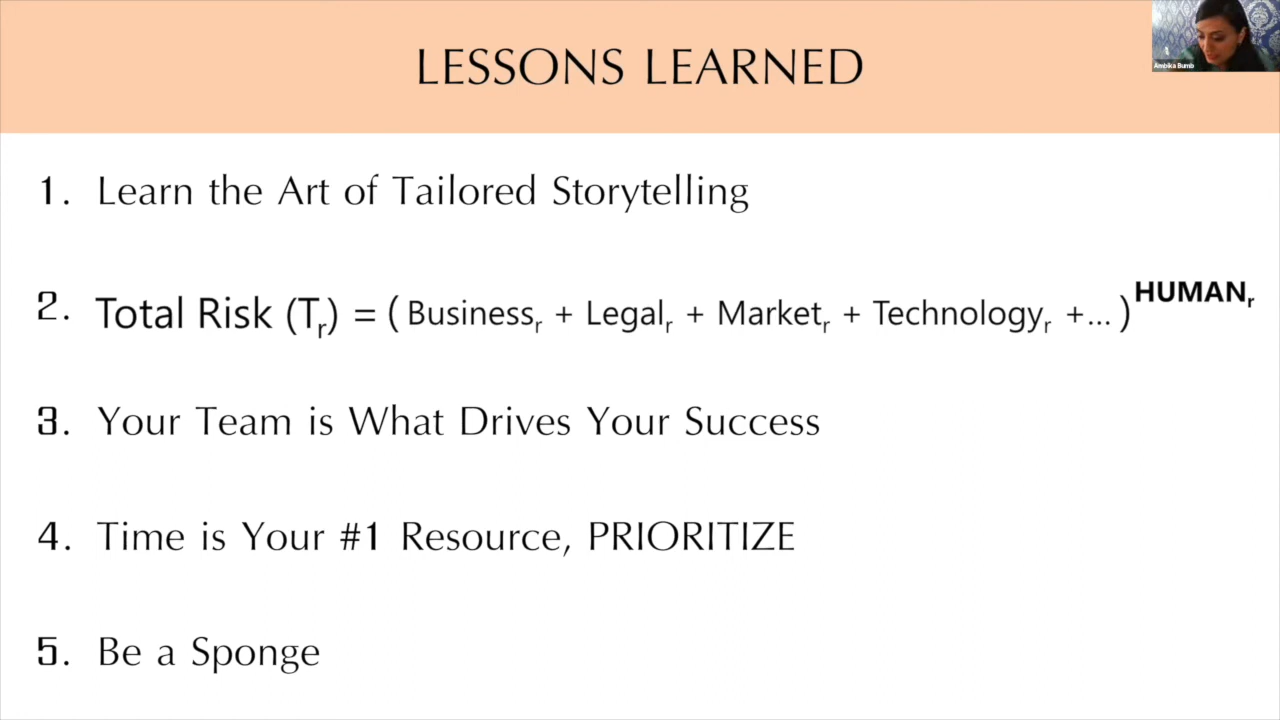 LESSONS LEARNED
Ambika Bumb
1. Learn the Art of Tailored Storytelling
2. Total Risk (Tr) = ( Businessr + Legalr + Marketr + Technologyr +... )HUMANr
3. Your Team is What Drives Your Success
4. Time is Your #1 Resource, PRIORITIZE
5. Be a Sponge